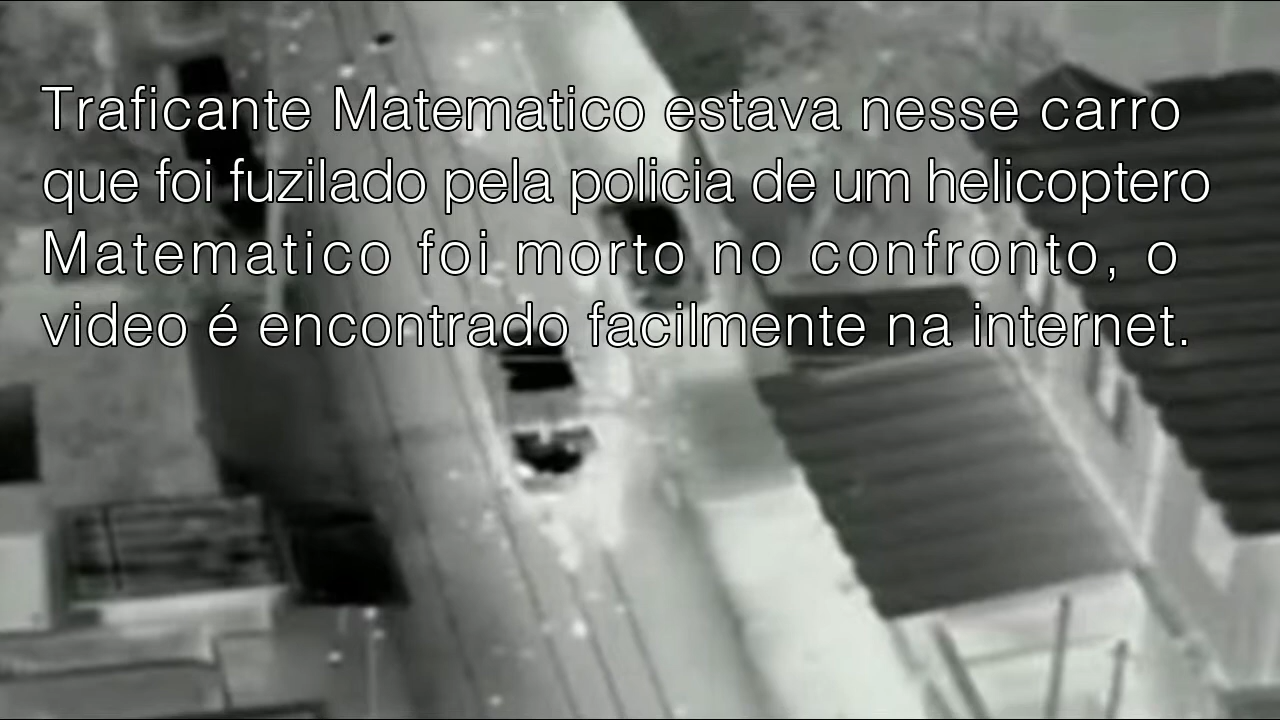 Traficante Matematico estava nesse carro
que foi fuzilado pela policia de um helicoptero
Matematico foi morto no confronto, o
video é encontrado facilmente na internet.